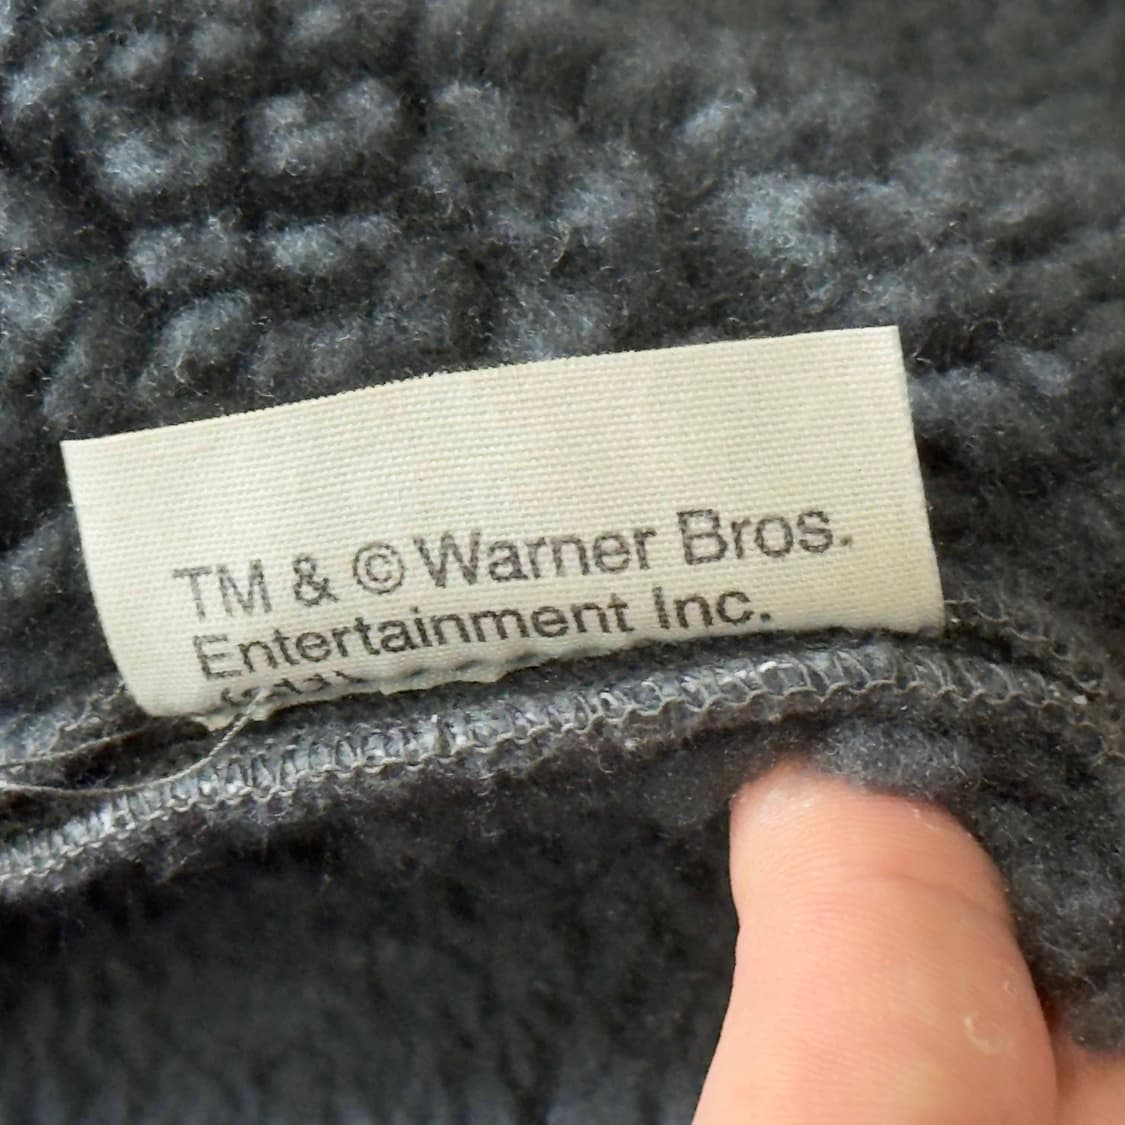 TM & © Warner Bros.
Entertainment Inc.